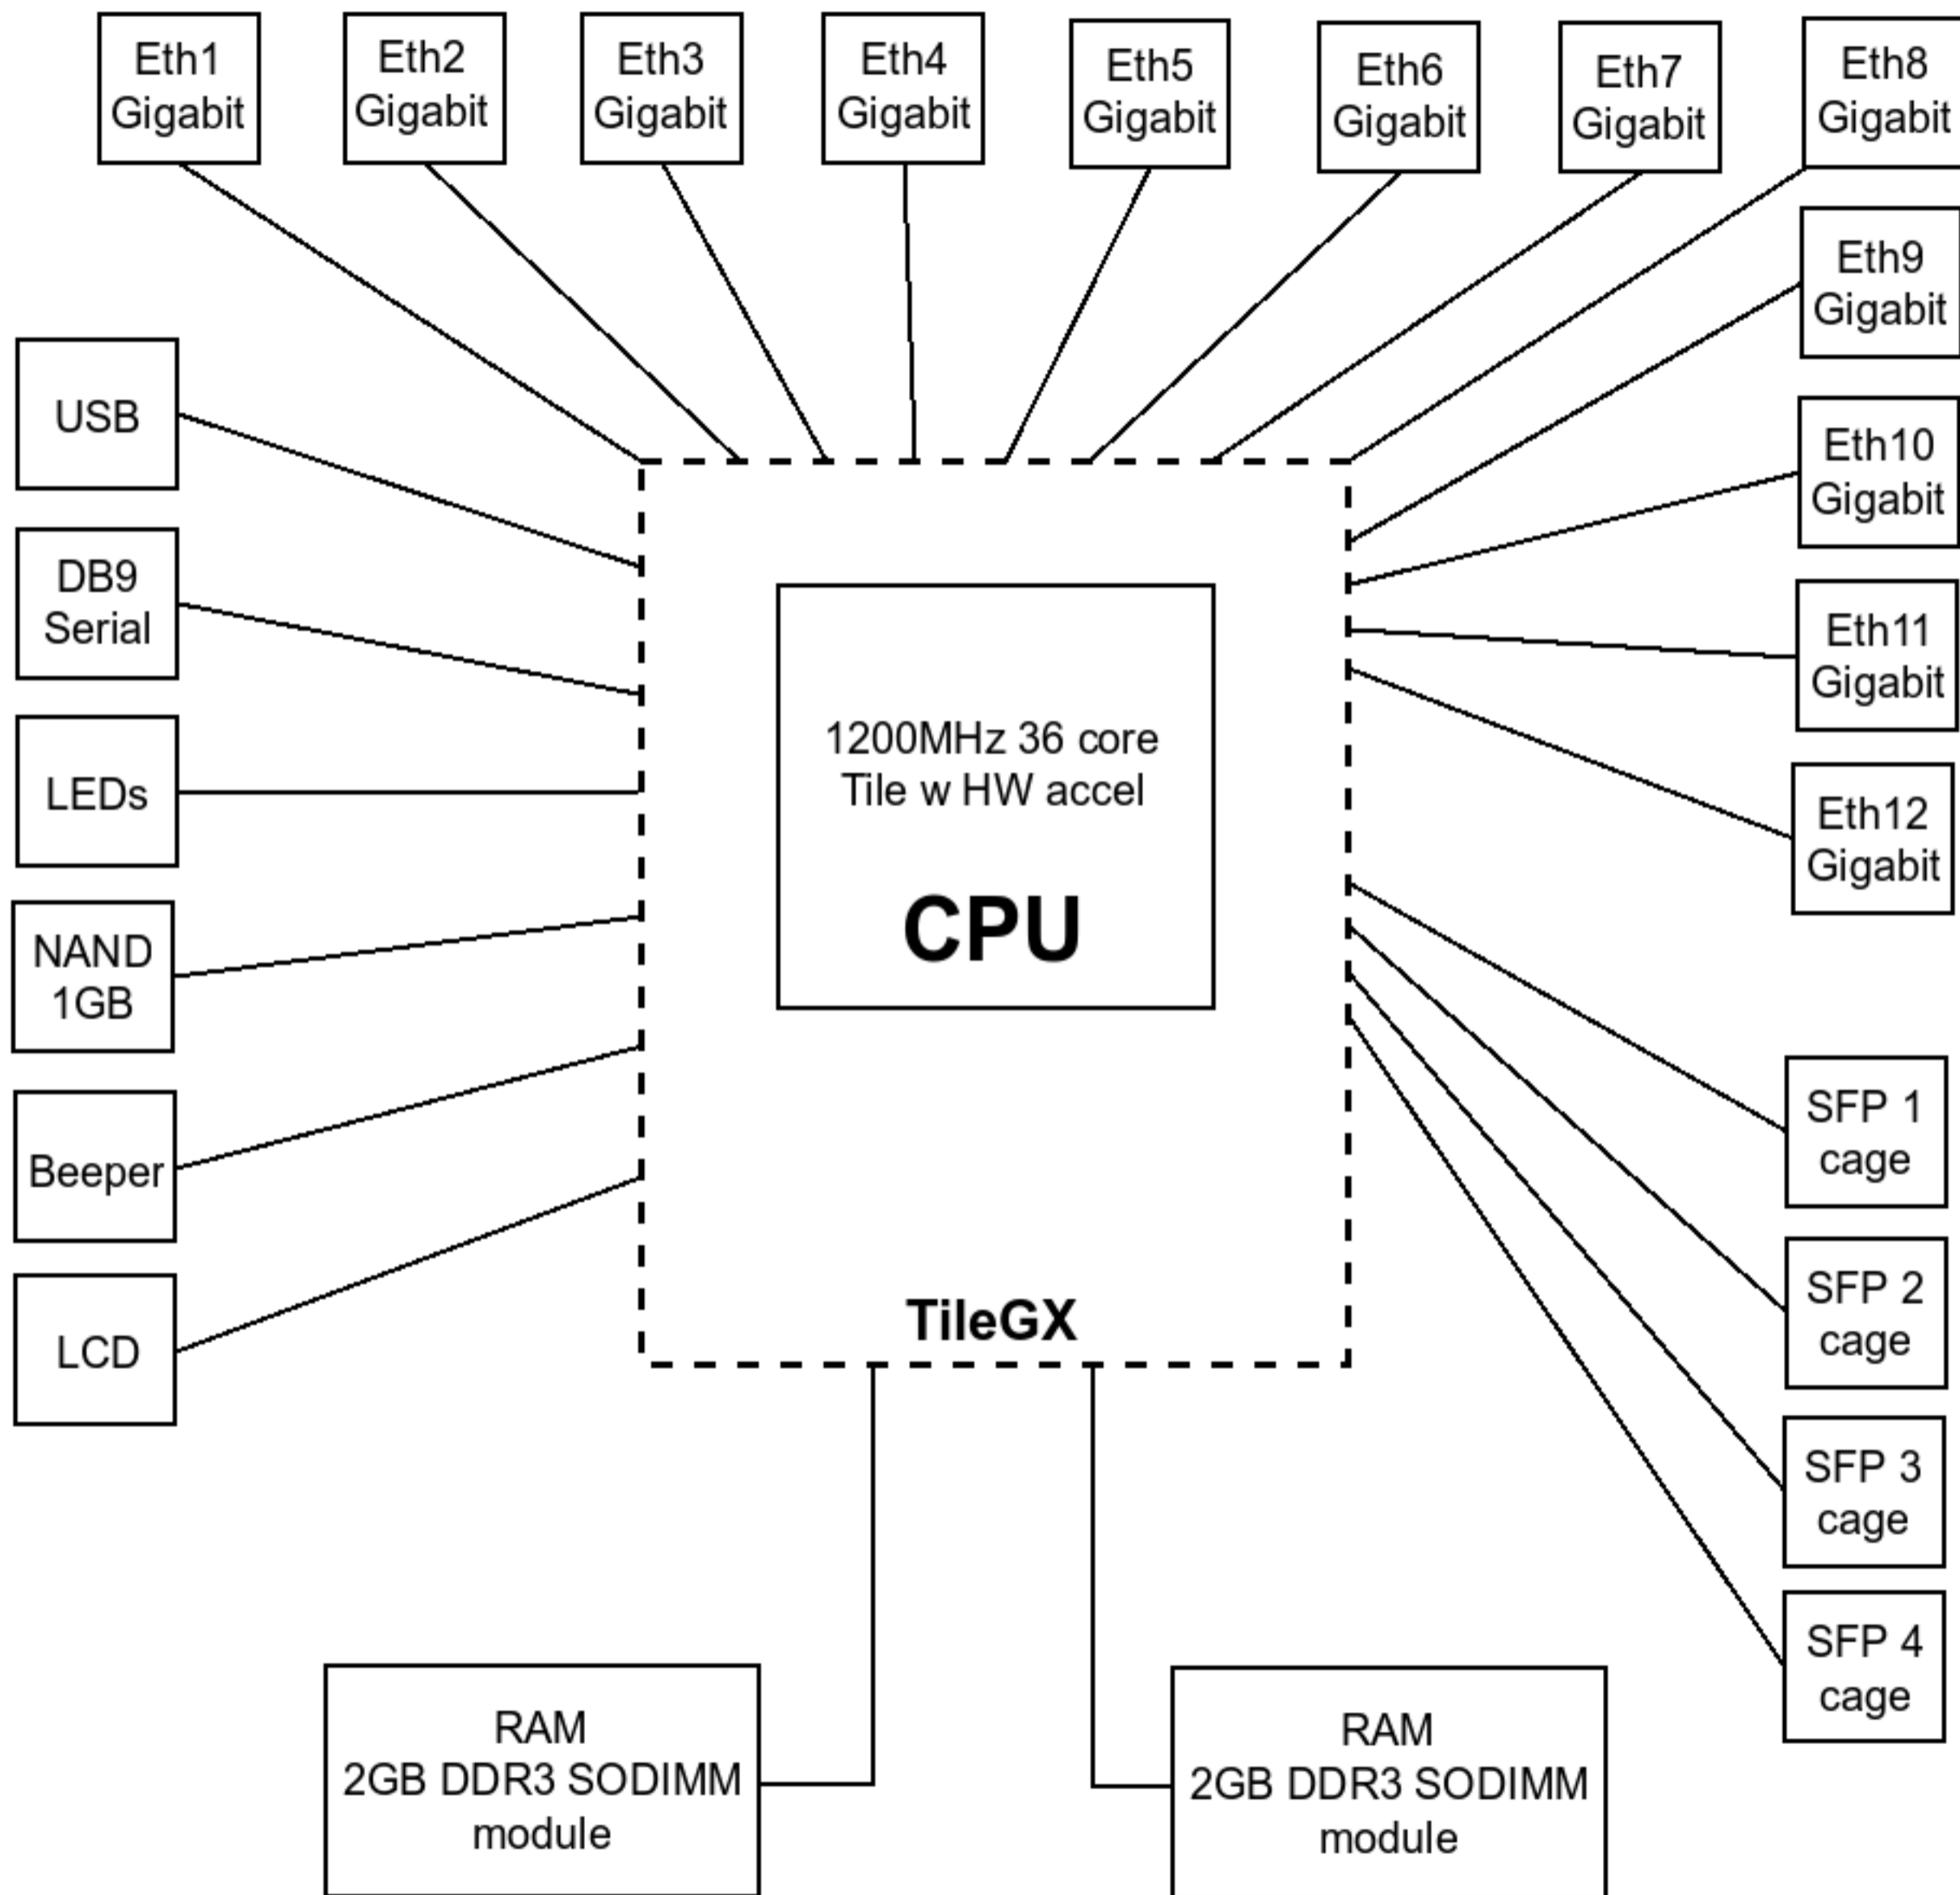 Eth1
Gigabit
Eth2
Gigabit
Eth3
Gigabit
Eth4
Gigabit
Eth5
Gigabit
Eth6
Gigabit
Eth7
Gigabit
Eth8
Gigabit
Eth9
Gigabit
Eth10
Gigabit
Eth11
Gigabit
Eth12
Gigabit
USB
DB9
Serial
LEDs
NAND
1GB
Beeper
LCD
1200MHz 36 core
Tile w HW accel
CPU
TileGX
SFP 1
cage
SFP 2
cage
SFP 3
cage
SFP 4
cage
RAM
2GB DDR3 SODIMM
module
RAM
2GB DDR3 SODIMM
module